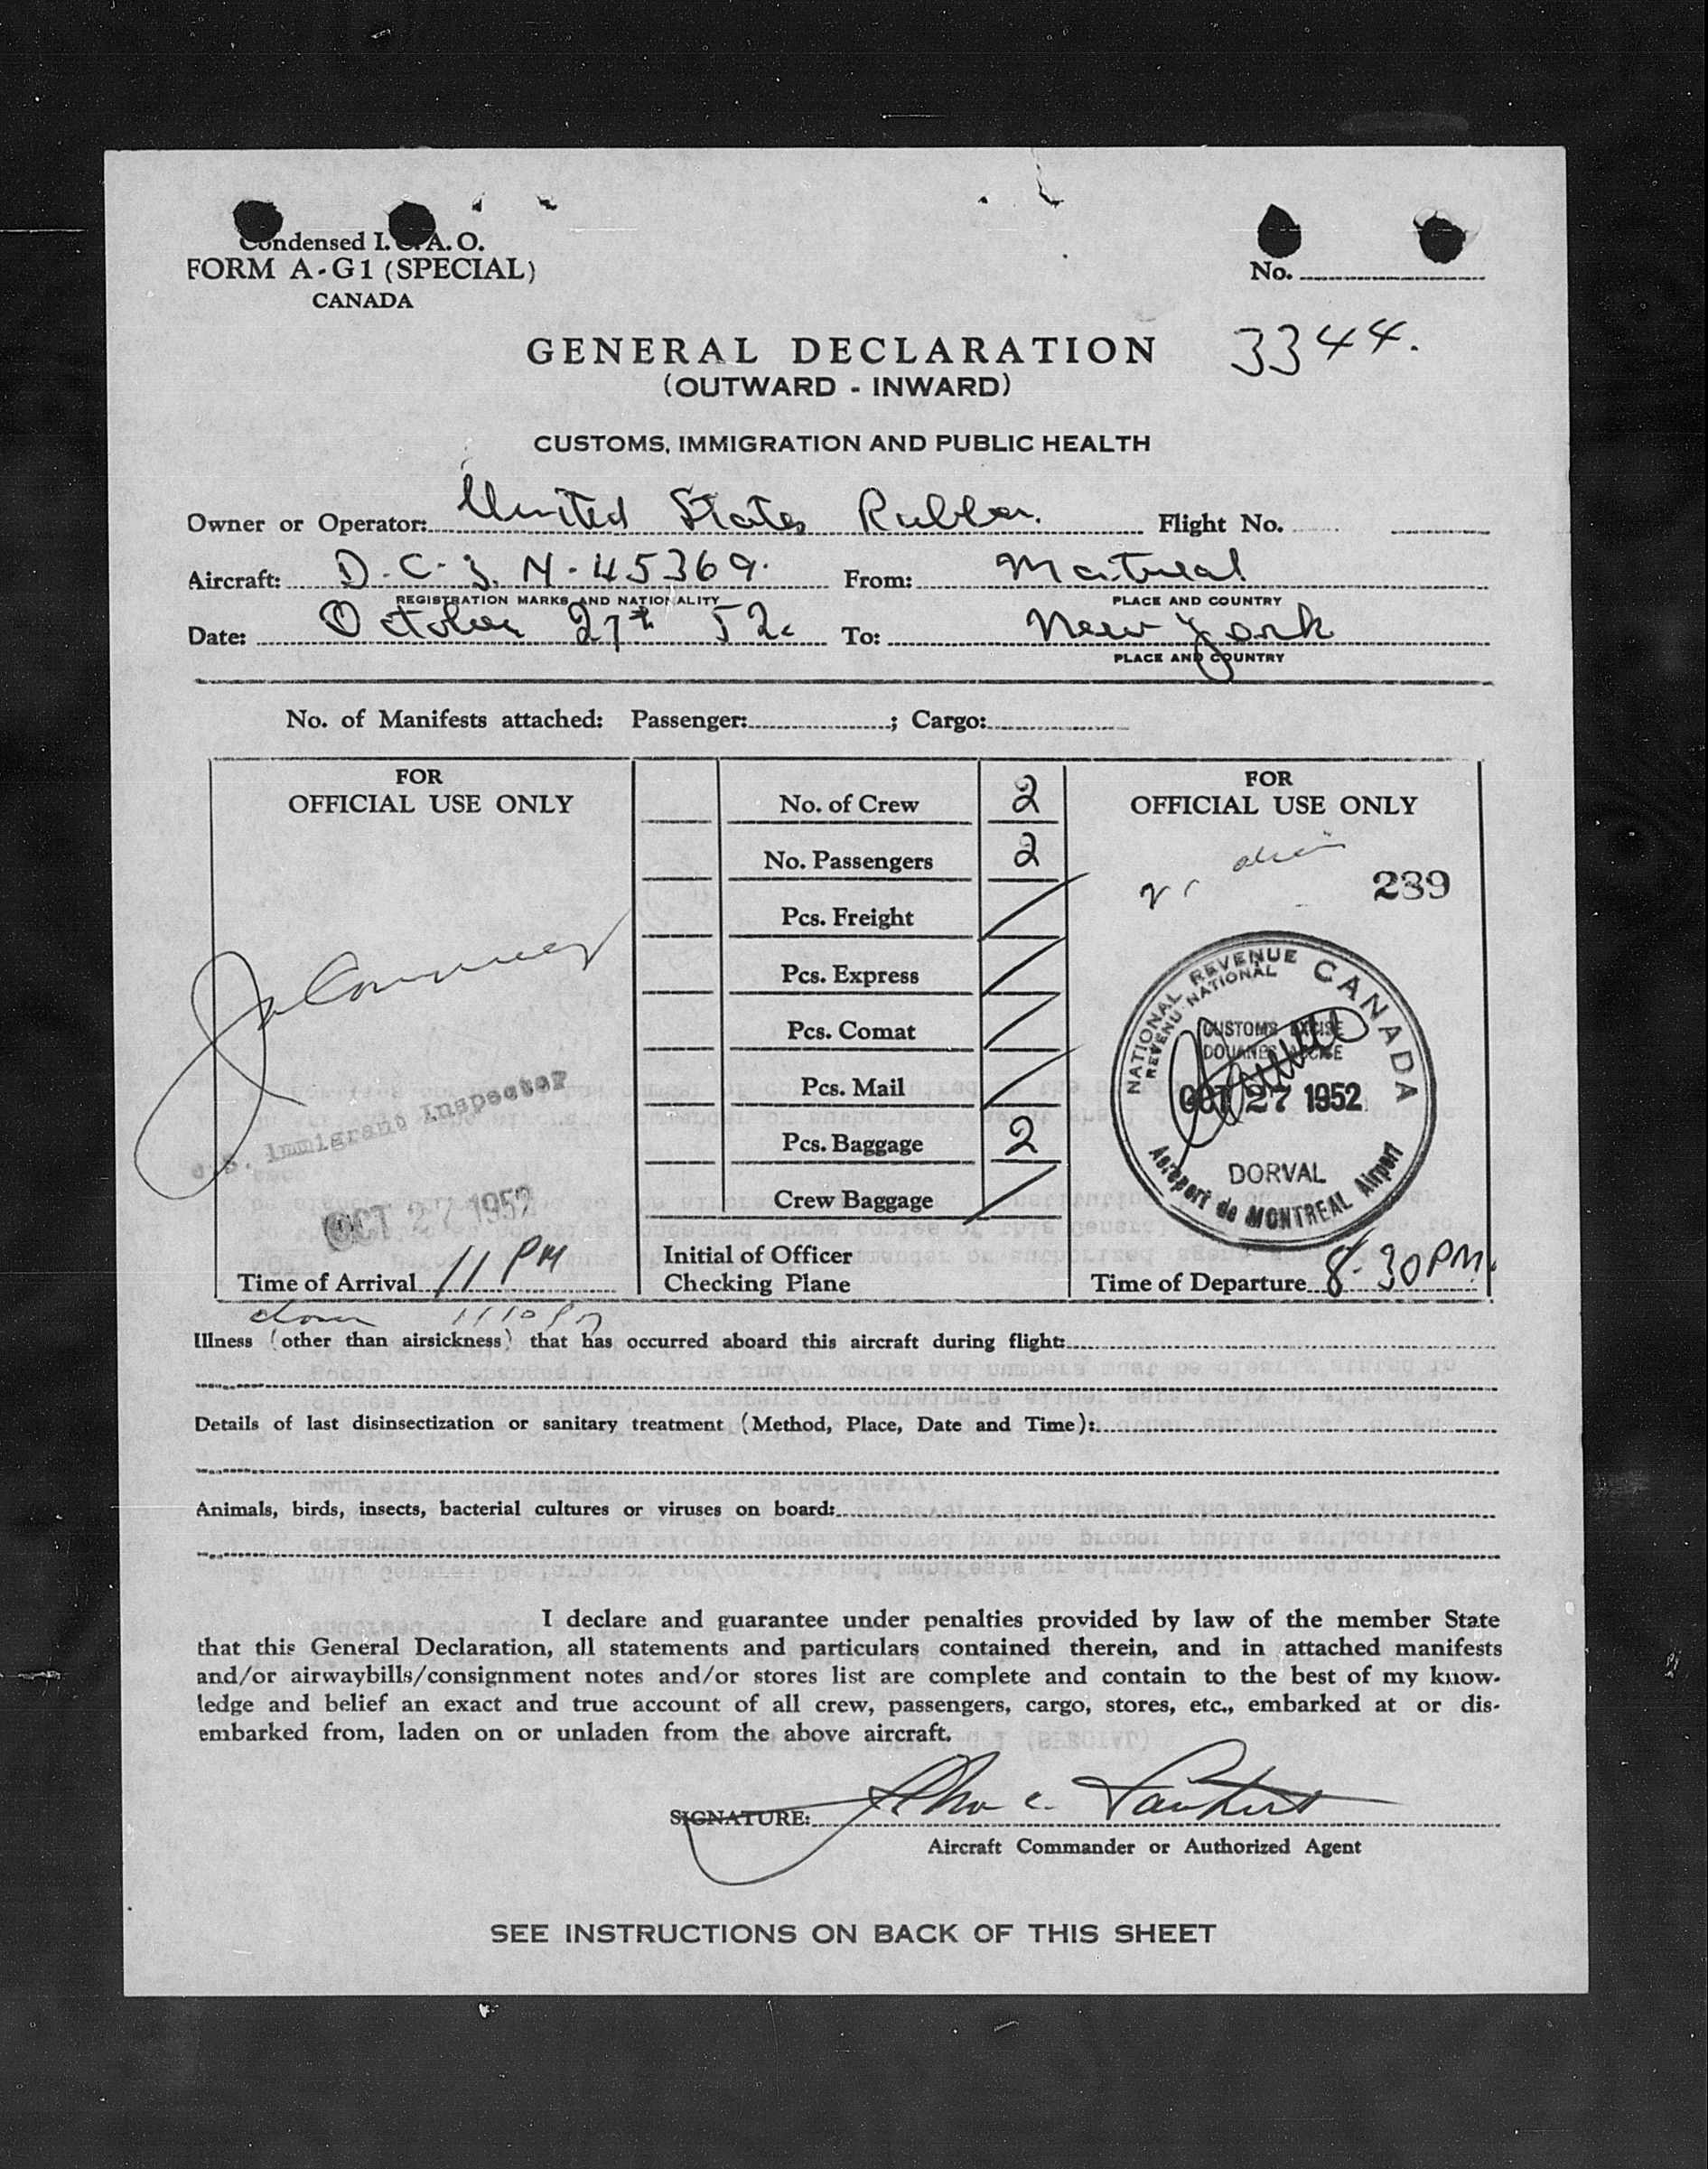 Condensed I.C.A.O.
FORM A-G1 (SPECIAL)
CANADA
No.
3344.
GENERAL DECLARATION
(OUTWARD - INWARD)
CUSTOMS, IMMIGRATION AND PUBLIC HEALTH
Owner or Operator: United States Rubber. Flight No.
Aircraft: D.C.3. N-45369. From: Montreal
REGISTRATION MARKS AND NATIONALITY PLACE AND COUNTRY
Date: October 27th 52. To: New York
PLACE AND COUNTRY
No. of Manifests attached: Passenger: ; Cargo:
FOR
OFFICIAL USE ONLY
U.S. Immigrant Inspector
OCT 27 1952
Time of Arrival 11 PM
No. of Crew 2
No. Passengers 2
Pcs. Freight
Pcs. Express
Pcs. Comat
Pcs. Mail
Pcs. Baggage 2
Crew Baggage
Initial of Officer
Checking Plane
FOR
OFFICIAL USE ONLY
239
NATIONAL REVENUE CANADA
REVENU NATIONAL
CUSTOMS EXCISE
DOUANES ACCISE
OCT 27 1952
DORVAL
Aéroport de MONTREAL Airport
Time of Departure 8-30 PM.
1110 PM
Illness (other than airsickness) that has occurred aboard this aircraft during flight:
Details of last disinsectization or sanitary treatment (Method, Place, Date and Time):
Animals, birds, insects, bacterial cultures or viruses on board:
I declare and guarantee under penalties provided by law of the member State
that this General Declaration, all statements and particulars contained therein, and in attached manifests
and/or airwaybills/consignment notes and/or stores list are complete and contain to the best of my know-
ledge and belief an exact and true account of all crew, passengers, cargo, stores, etc., embarked at or dis-
embarked from, laden on or unladen from the above aircraft.
SIGNATURE:
Aircraft Commander or Authorized Agent
SEE INSTRUCTIONS ON BACK OF THIS SHEET